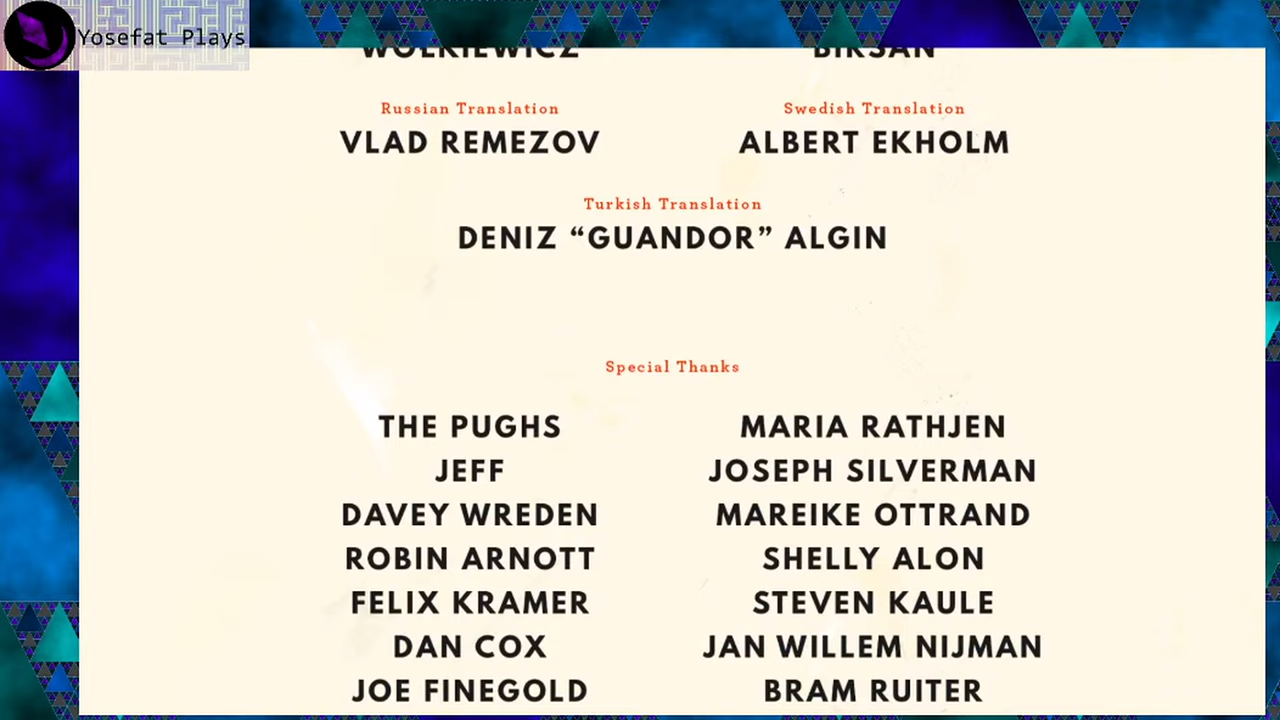 Yosefat Plays
WOLKIEWICZ BIRSAN
Russian Translation Swedish Translation
VLAD REMEZOV ALBERT EKHOLM
Turkish Translation
DENIZ “GUANDOR” ALGIN
Special Thanks
THE PUGHS MARIA RATHJEN
JEFF JOSEPH SILVERMAN
DAVEY WREDEN MAREIKE OTTRAND
ROBIN ARNOTT SHELLY ALON
FELIX KRAMER STEVEN KAULE
DAN COX JAN WILLEM NIJMAN
JOE FINEGOLD BRAM RUITER